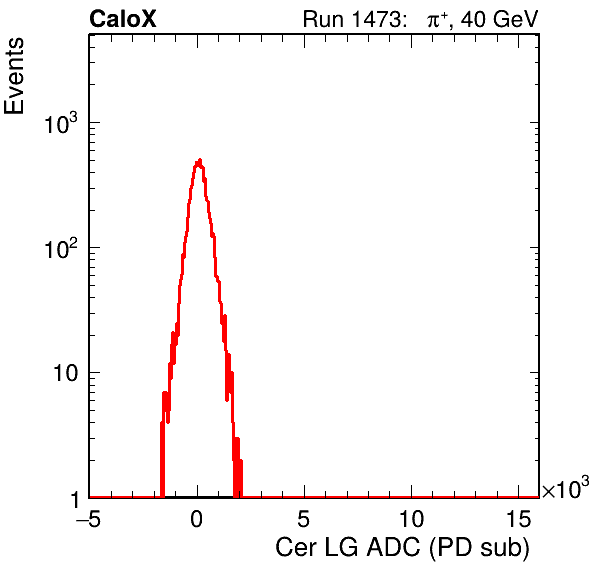 CaloX Run 1473: π⁺, 40 GeV
Events
10³
10²
10
1
−5 0 5 10 15 ×10³
Cer LG ADC (PD sub)